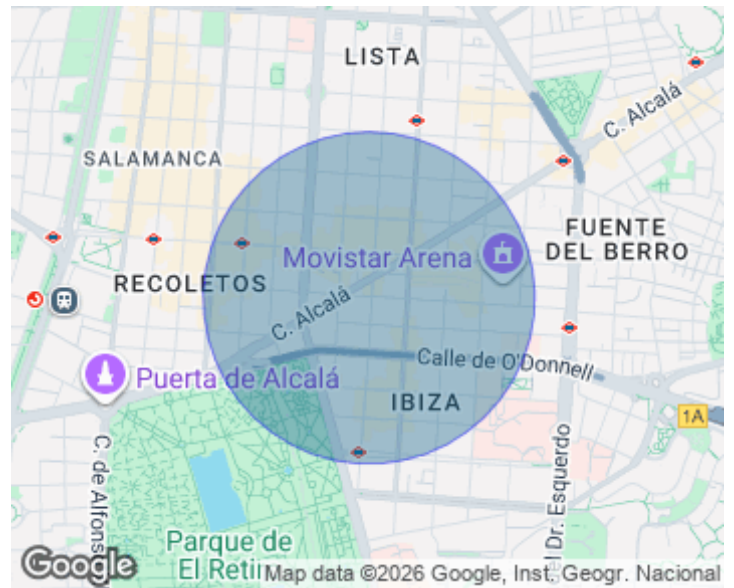 LISTA
C. Alcalá
SALAMANCA
FUENTE
DEL BERRO
Movistar Arena
RECOLETOS
C. Alcalá
Calle de O'Donnell
Puerta de Alcalá
IBIZA
1A
C. de Alfonso
el Dr. Esquerdo
Parque de
El Retiro
Google
Map data ©2026 Google, Inst. Geogr. Nacional